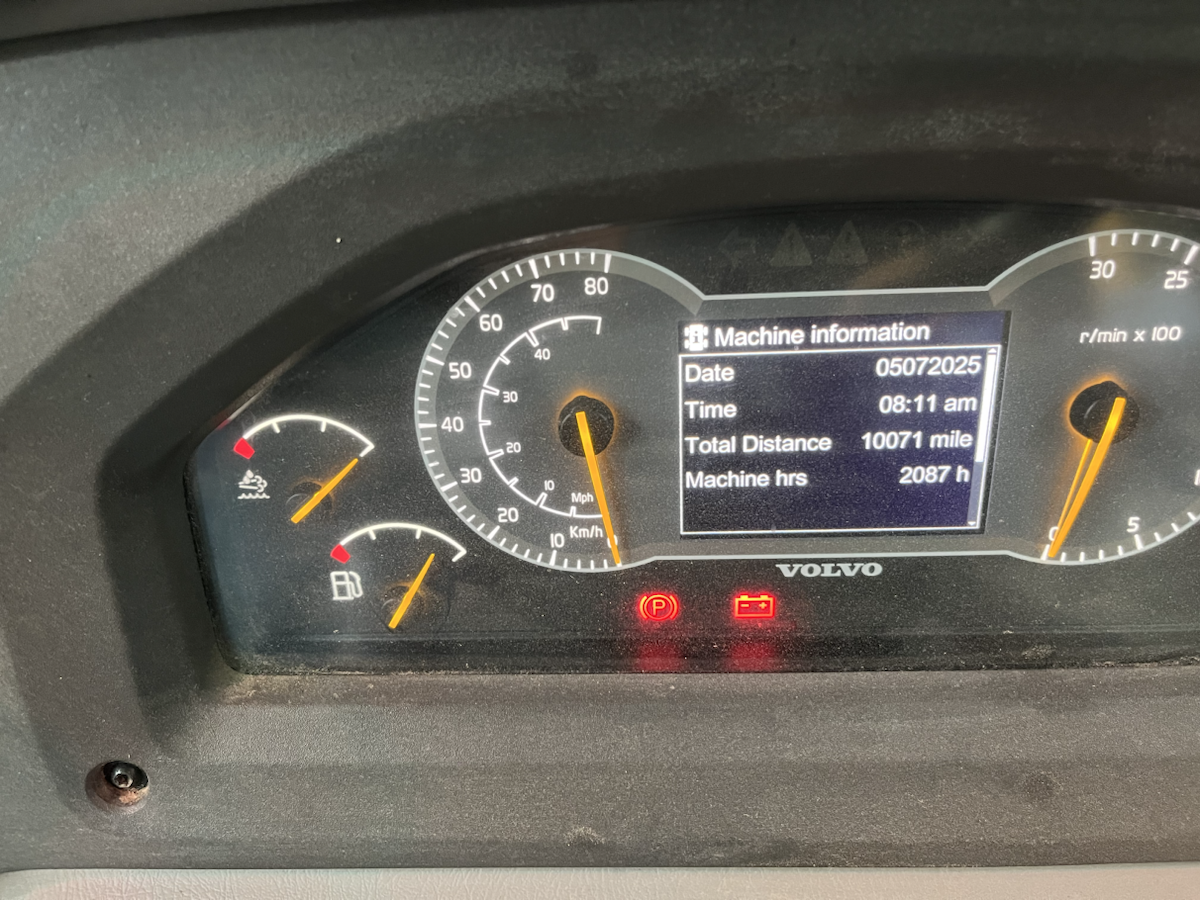 Machine information
Date 05072025
Time 08:11 am
Total Distance 10071 mile
Machine hrs 2087 h
VOLVO
80
70
60
50
40
30
20
10
Km/h
40
30
20
10
Mph
30
25
r/min x 100
5
0
P